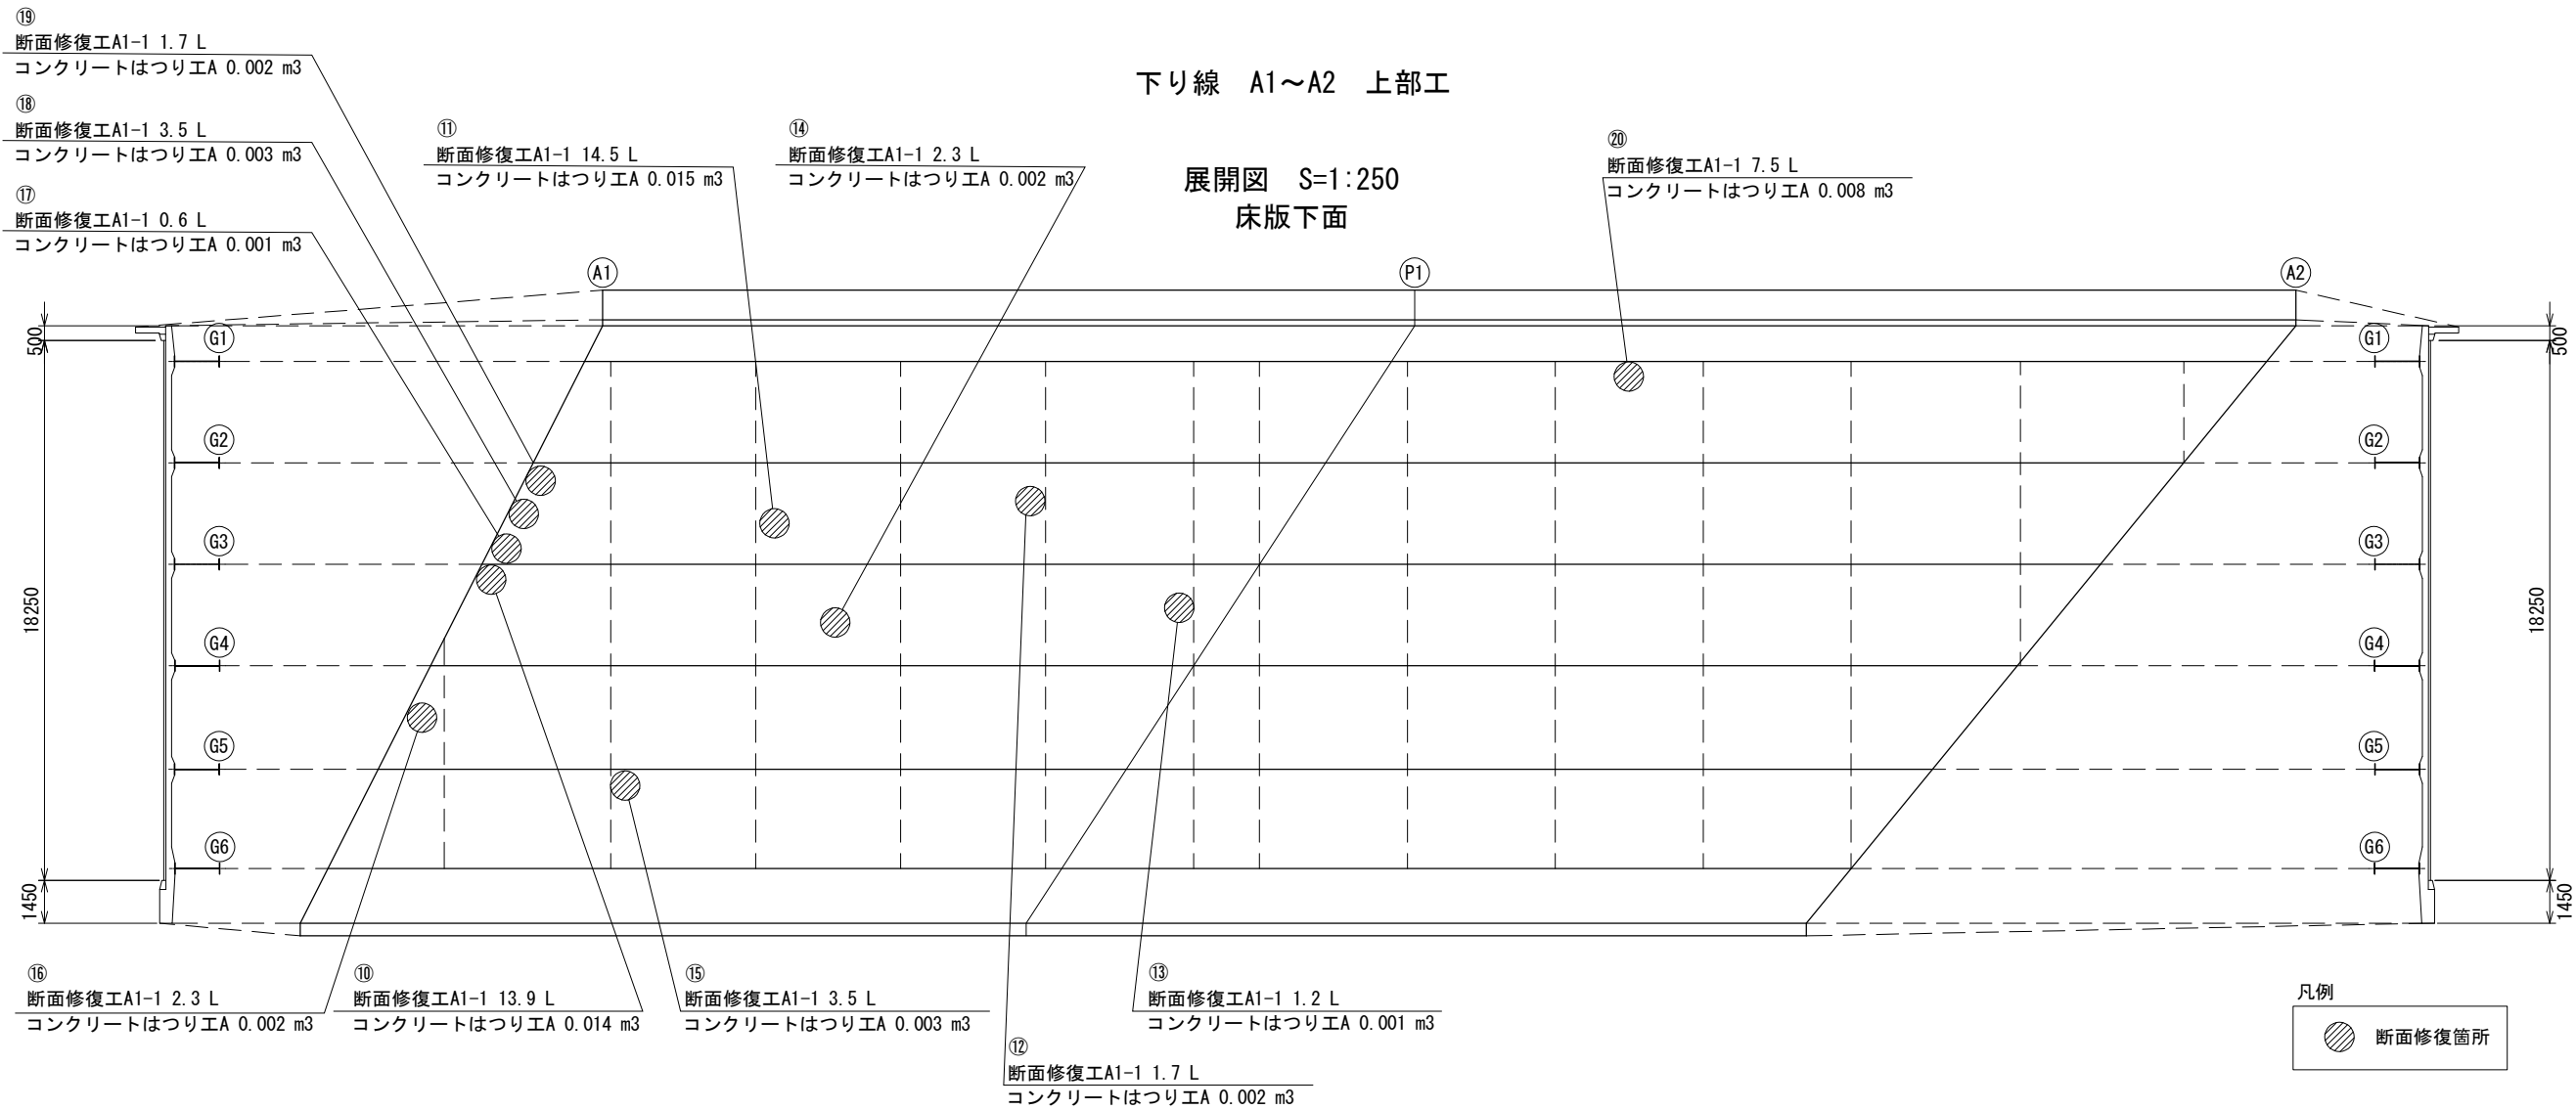 ⑲
断面修復工A1-1 1.7 L
コンクリートはつり工A 0.002 m3
⑱
断面修復工A1-1 3.5 L
コンクリートはつり工A 0.003 m3
⑰
断面修復工A1-1 0.6 L
コンクリートはつり工A 0.001 m3
⑪
断面修復工A1-1 14.5 L
コンクリートはつり工A 0.015 m3
⑭
断面修復工A1-1 2.3 L
コンクリートはつり工A 0.002 m3
下り線 A1～A2 上部工
展開図 S=1:250
床版下面
⑳
断面修復工A1-1 7.5 L
コンクリートはつり工A 0.008 m3
A1
P1
A2
500
18250
1450
G1
G2
G3
G4
G5
G6
G1
G2
G3
G4
G5
G6
500
18250
1450
⑯
断面修復工A1-1 2.3 L
コンクリートはつり工A 0.002 m3
⑩
断面修復工A1-1 13.9 L
コンクリートはつり工A 0.014 m3
⑮
断面修復工A1-1 3.5 L
コンクリートはつり工A 0.003 m3
⑬
断面修復工A1-1 1.2 L
コンクリートはつり工A 0.001 m3
⑫
断面修復工A1-1 1.7 L
コンクリートはつり工A 0.002 m3
凡例
断面修復箇所